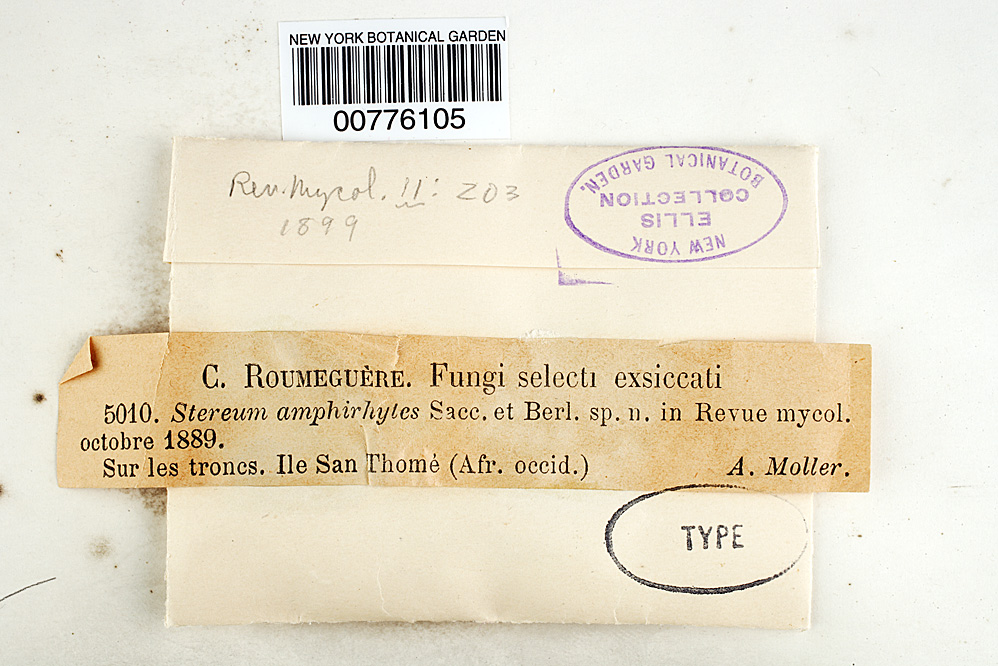 NEW YORK BOTANICAL GARDEN
00776105
Rev. Mycol. 11: 203
1899
NEW YORK
BOTANICAL GARDEN.
ELLIS
COLLECTION
C. ROUMEGUÈRE. Fungi selecti exsiccati
5010. Stereum amphirhytes Sacc. et Berl. sp. n. in Revue mycol.
octobre 1889.
Sur les troncs. Ile San Thomé (Afr. occid.)
A. Moller.
TYPE